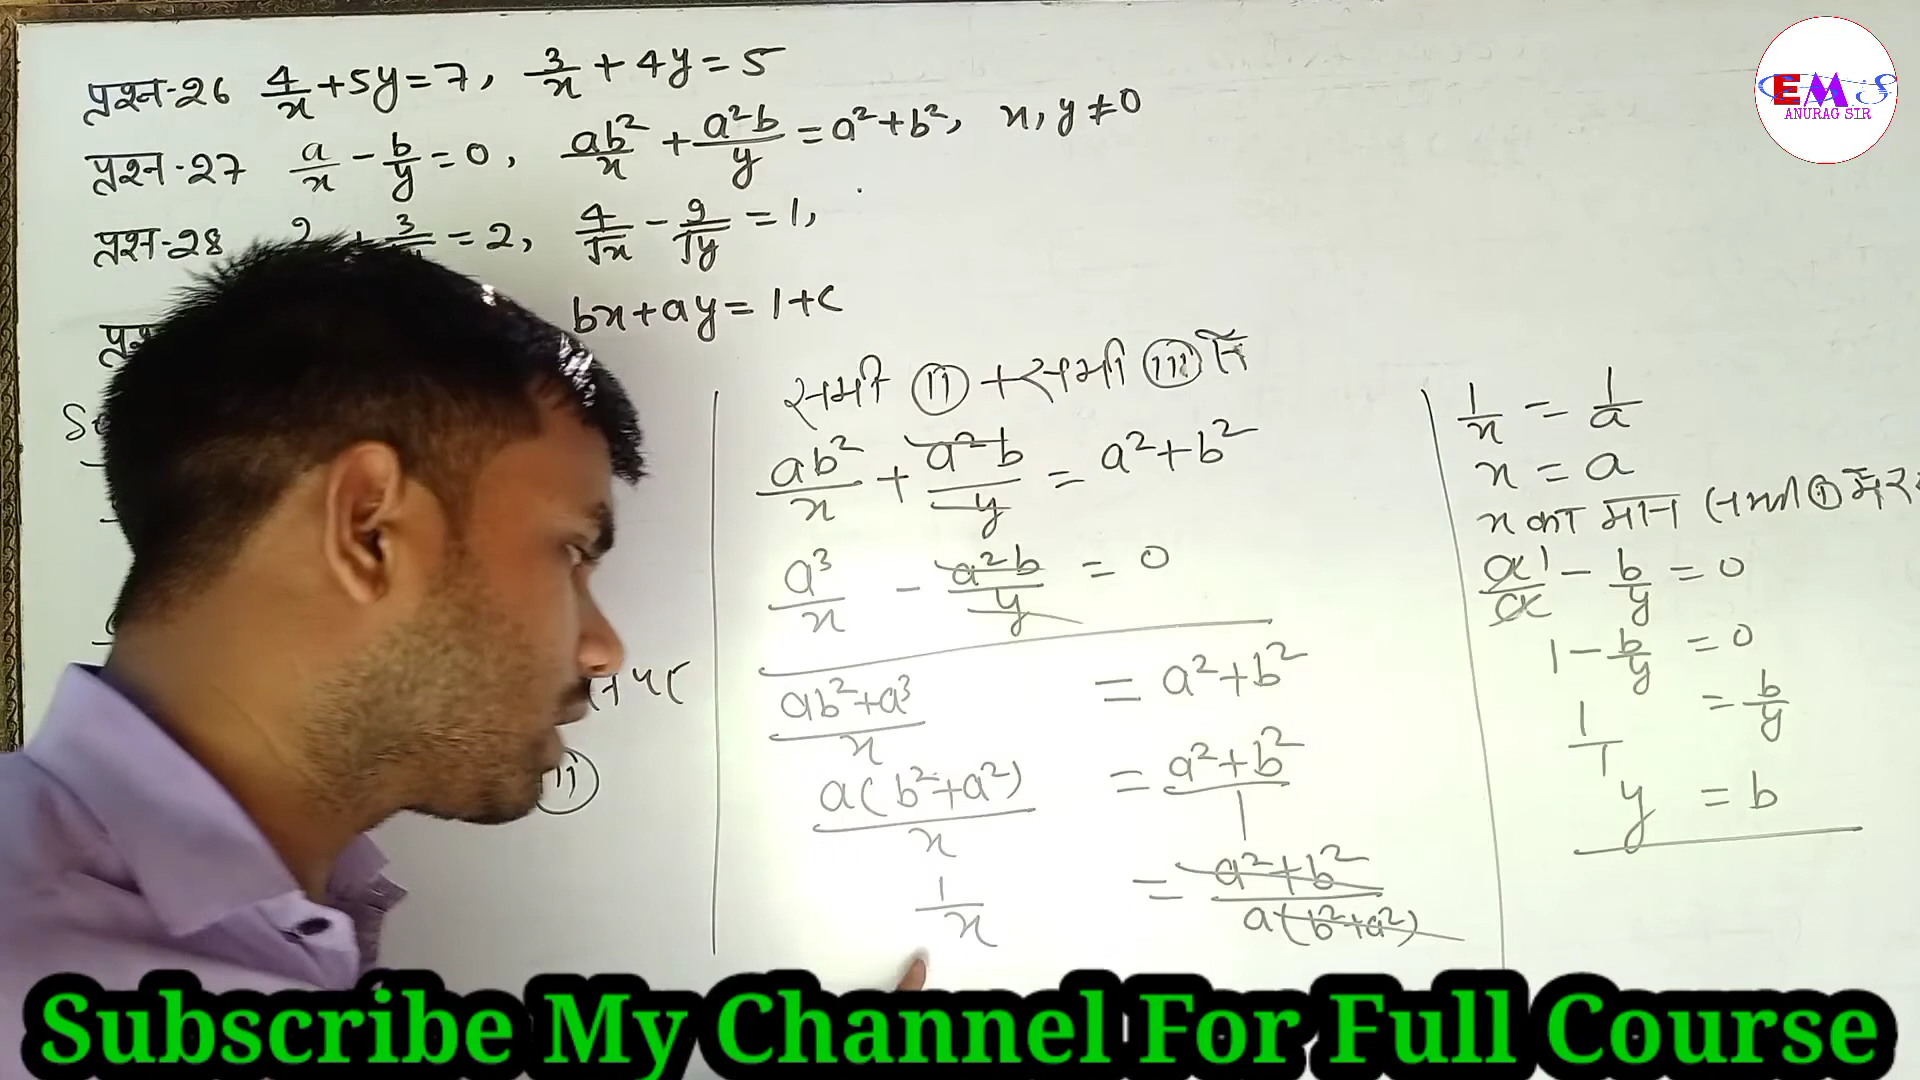 प्रश्न-26 4/x + 5y = 7, 3/x + 4y = 5
प्रश्न-27 a/x - b/y = 0, ab²/x + a²b/y = a² + b², x, y ≠ 0
प्रश्न-28 = 2, 4/√x - 9/√y = 1,
bx + ay = 1 + c
समी (ii) + समी (iii) से
ab²/x + a²b/y = a² + b²
a³/x - a²b/y = 0
(ab² + a³)/x = a² + b²
a(b² + a²)/x = (a² + b²)/1
1/x = (a² + b²)/a(b² + a²)
(ii)
1/x = 1/a
x = a
x का मान समी (i) में
a/a - b/y = 0
1 - b/y = 0
1/1 = b/y
y = b
EMS
ANURAG SIR
Subscribe My Channel For Full Course